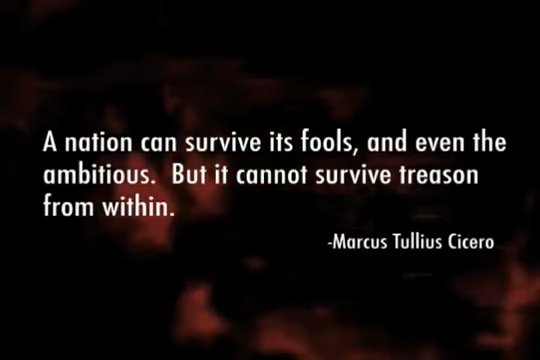 A nation can survive its fools, and even the
ambitious.  But it cannot survive treason
from within.
-Marcus Tullius Cicero